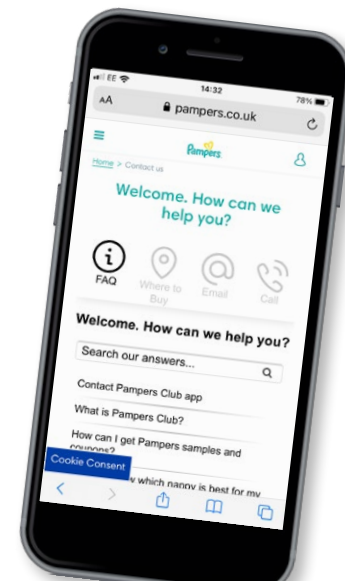 EE 14:32 78%
AA pampers.co.uk
Pampers
Home > Contact us
Welcome. How can we
help you?
FAQ
Where to
Buy
Email
Call
Welcome. How can we help you?
Search our answers...
Contact Pampers Club app
What is Pampers Club?
How can I get Pampers samples and
coupons?
Cookie Consent
which nappy is best for my